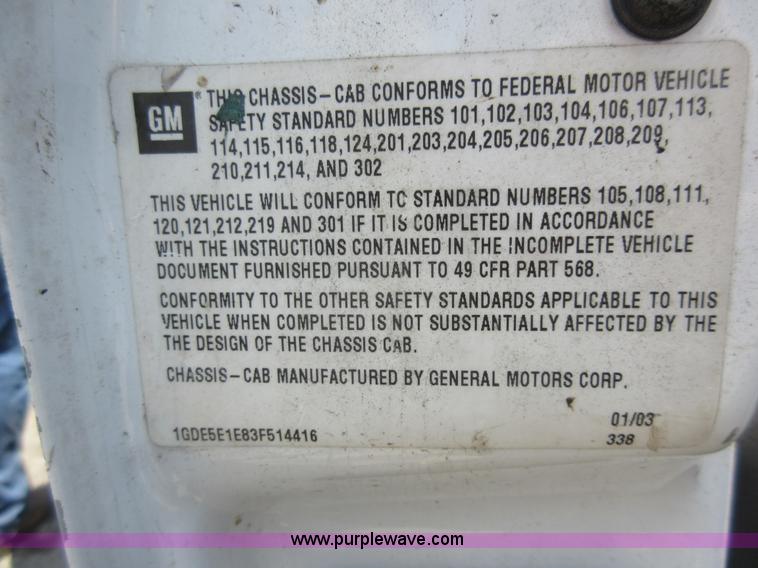 GM
THIS CHASSIS-CAB CONFORMS TO FEDERAL MOTOR VEHICLE
SAFETY STANDARD NUMBERS 101,102,103,104,106,107,113,
114,115,116,118,124,201,203,204,205,206,207,208,209,
210,211,214, AND 302
THIS VEHICLE WILL CONFORM TO STANDARD NUMBERS 105,108,111,
120,121,212,219 AND 301 IF IT IS COMPLETED IN ACCORDANCE
WITH THE INSTRUCTIONS CONTAINED IN THE INCOMPLETE VEHICLE
DOCUMENT FURNISHED PURSUANT TO 49 CFR PART 568.
CONFORMITY TO THE OTHER SAFETY STANDARDS APPLICABLE TO THIS
VEHICLE WHEN COMPLETED IS NOT SUBSTANTIALLY AFFECTED BY THE
THE DESIGN OF THE CHASSIS CAB.
CHASSIS-CAB MANUFACTURED BY GENERAL MOTORS CORP.
01/03
1GDE5E1E83F514416
338
www.purplewave.com